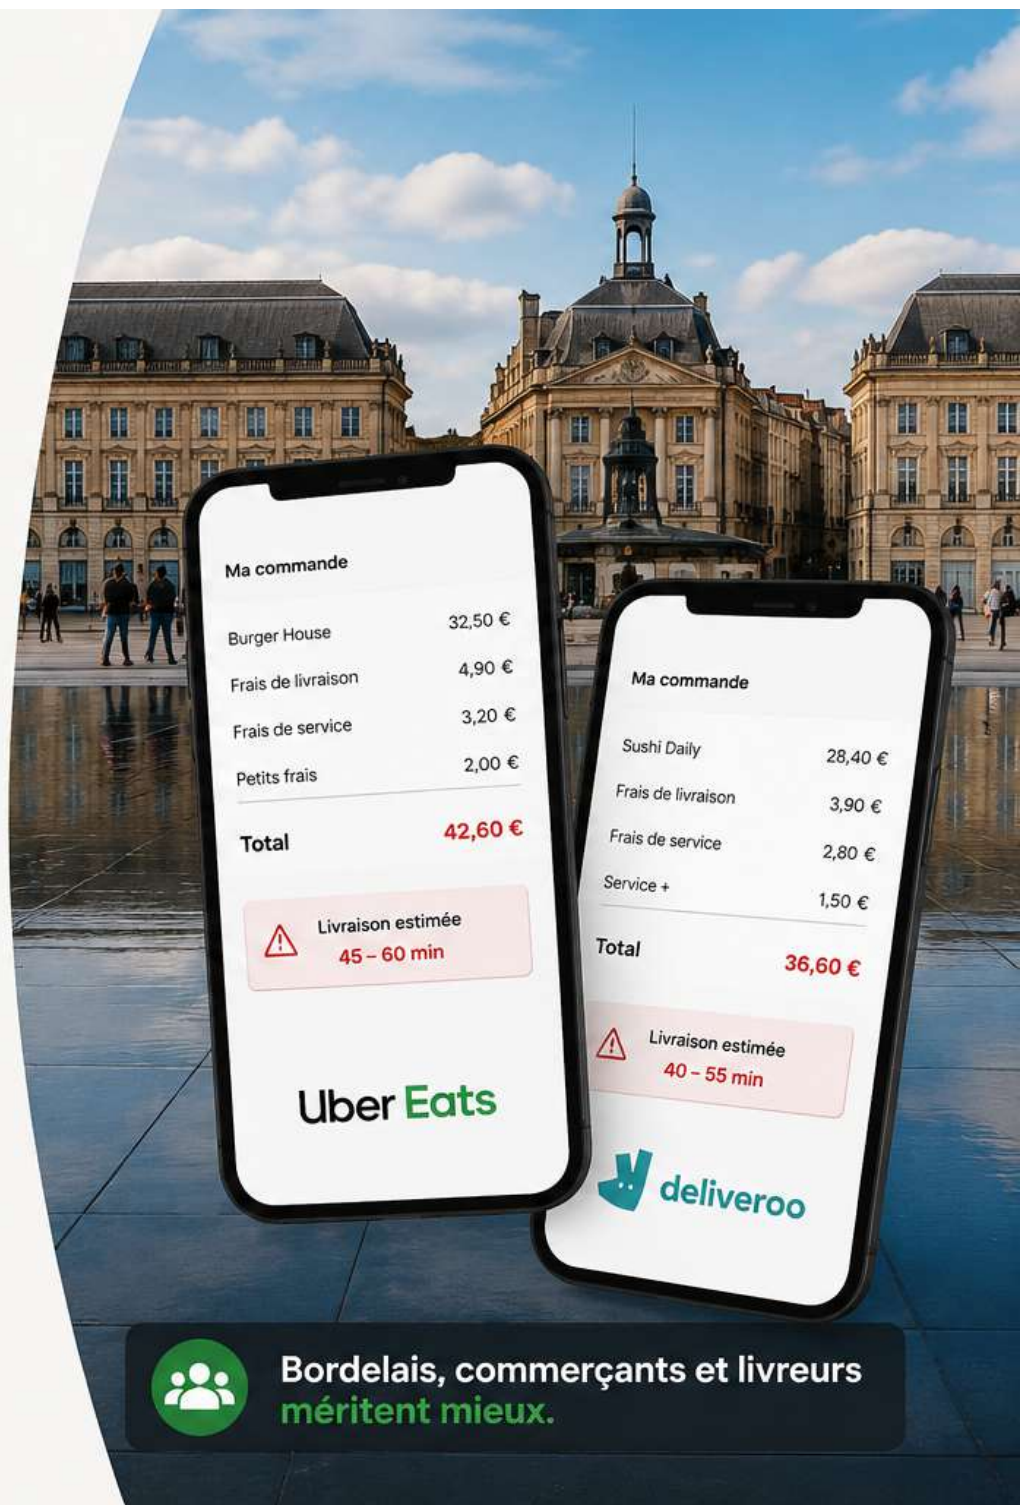 Ma commande
Burger House 32,50 €
Frais de livraison 4,90 €
Frais de service 3,20 €
Petits frais 2,00 €
Total 42,60 €
Livraison estimée
45 – 60 min
Uber Eats
Ma commande
Sushi Daily 28,40 €
Frais de livraison 3,90 €
Frais de service 2,80 €
Service + 1,50 €
Total 36,60 €
Livraison estimée
40 – 55 min
deliveroo
Bordelais, commerçants et livreurs
méritent mieux.